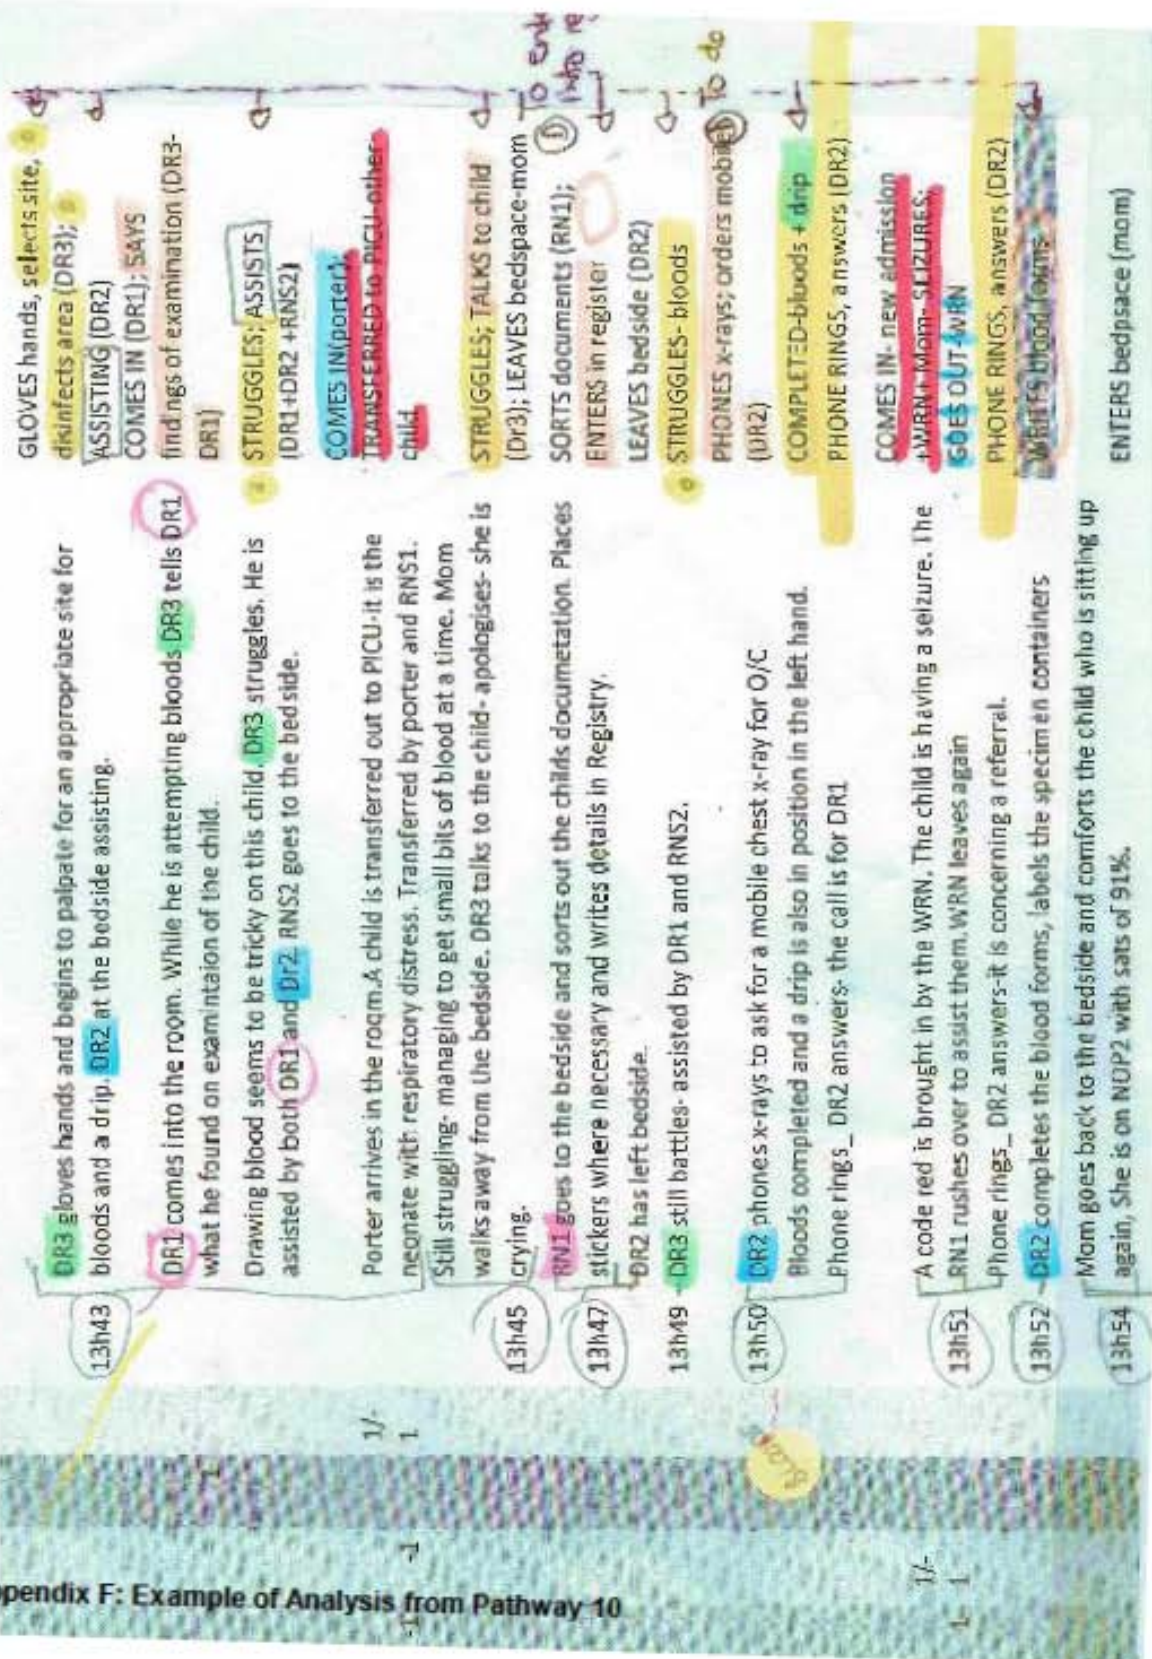 Appendix F: Example of Analysis from Pathway 10
13h43
DR3 gloves hands and begins to palpate for an appropriate site for
bloods and a drip. DR2 at the bedside assisting.
DR1 comes into the room. While he is attempting bloods DR3 tells DR1
what he found on examintaion of the child.
Drawing blood seems to be tricky on this child. DR3 struggles. He is
assisted by both DR1 and Dr2. RNS2 goes to the bedside.
1/-
1
-1
-1
Porter arrives in the room.A child is transferred out to PICU-it is the
neonate with respiratory distress. Transferred by porter and RNS1.
Still struggling- managing to get small bits of blood at a time. Mom
walks away from the bedside. DR3 talks to the child- apologises- she is
13h45
crying.
RN1 goes to the bedside and sorts out the childs documetation. Places
13h47
stickers where necessary and writes details in Registry.
DR2 has left bedside.
13h49
DR3 still battles- assisted by DR1 and RNS2.
13h50
DR2 phones x-rays to ask for a mobile chest x-ray for O/C
Bloods completed and a drip is also in position in the left hand.
Phone rings_ DR2 answers- the call is for DR1
1/-
1-
1
A code red is brought in by the WRN. The child is having a seizure. The
13h51
RN1 rushes over to assist them. WRN leaves again
Phone rings_ DR2 answers-it is concerning a referral.
13h52
DR2 completes the blood forms, labels the specimen containers
Mom goes back to the bedside and comforts the child who is sitting up
13h54
again, She is on NOP2 with sats of 91%.
GLOVES hands, selects site,
disinfects area (DR3);
ASSISTING (DR2)
COMES IN (DR1); SAYS
findings of examination (DR3-
DR1)
STRUGGLES; ASSISTS
(DR1+DR2 +RNS2)
COMES IN(porter);
TRANSFERRED to PICU-other
child
STRUGGLES; TALKS to child
(Dr3); LEAVES bedspace-mom
SORTS documents (RN1);
ENTERS in register
LEAVES bedside (DR2)
STRUGGLES- bloods
PHONES x-rays; orders mobile
(DR2)
COMPLETED-bloods + drip
PHONE RINGS, answers (DR2)
COMES IN- new admission
+WRN+ Mom- SEIZURES.
GOES OUT-WRN
PHONE RINGS, answers (DR2)
blood forms
ENTERS bedpsace (mom)
into
To do